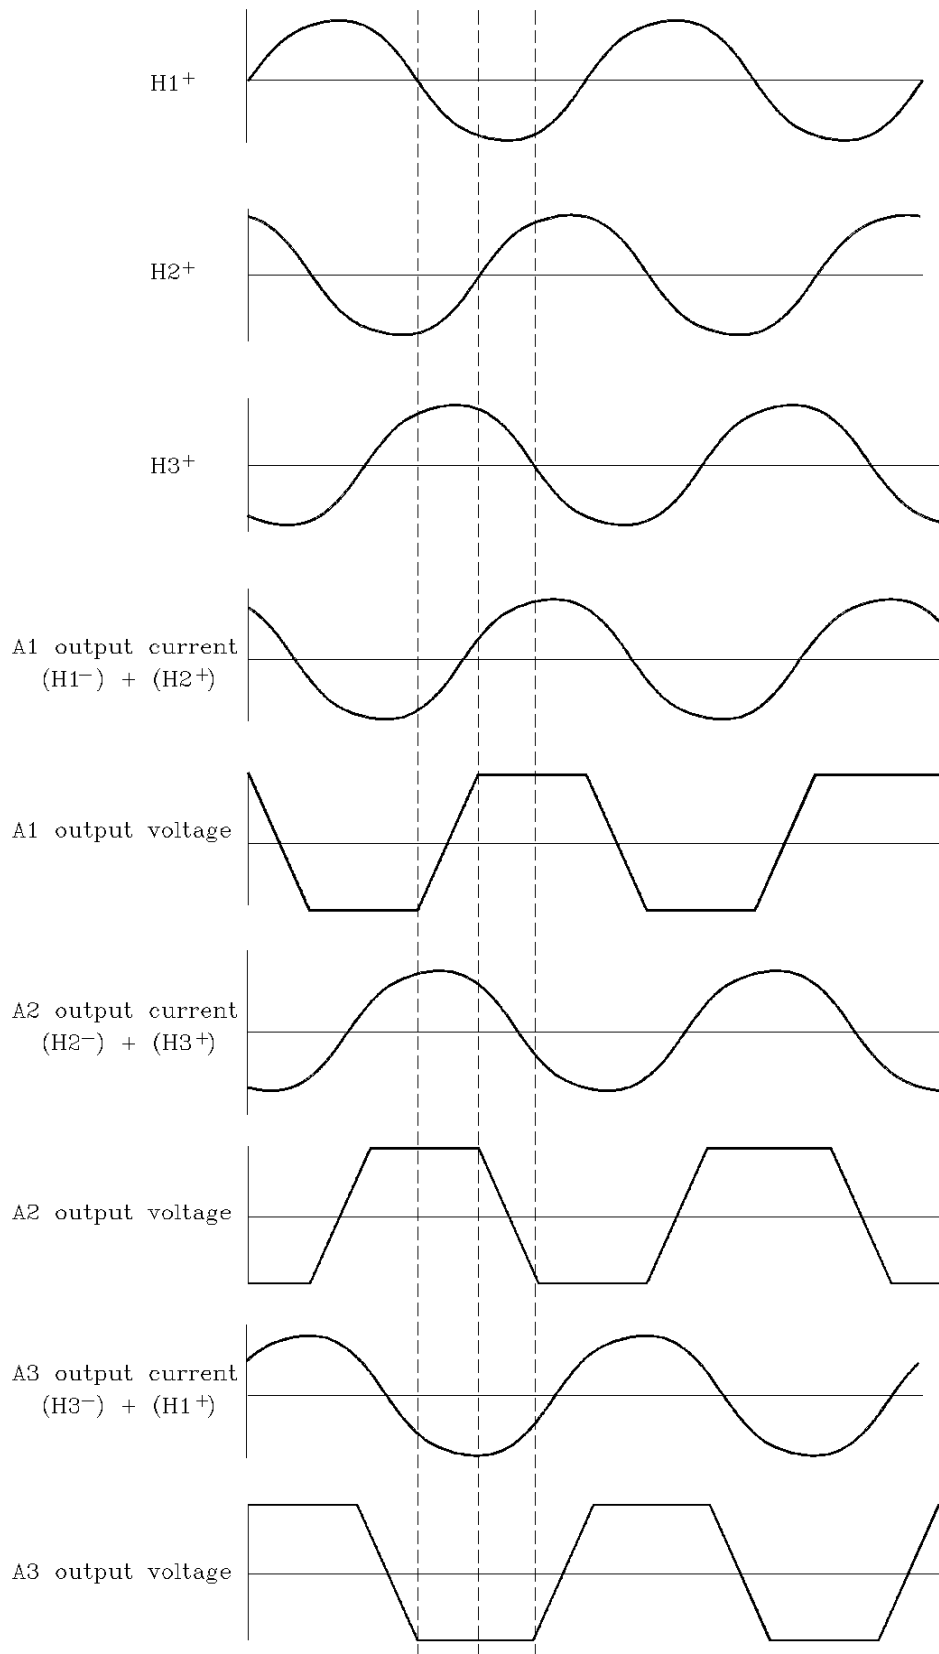 H1⁺
H2⁺
H3⁺
A1 output current
(H1⁻) + (H2⁺)
A1 output voltage
A2 output current
(H2⁻) + (H3⁺)
A2 output voltage
A3 output current
(H3⁻) + (H1⁺)
A3 output voltage